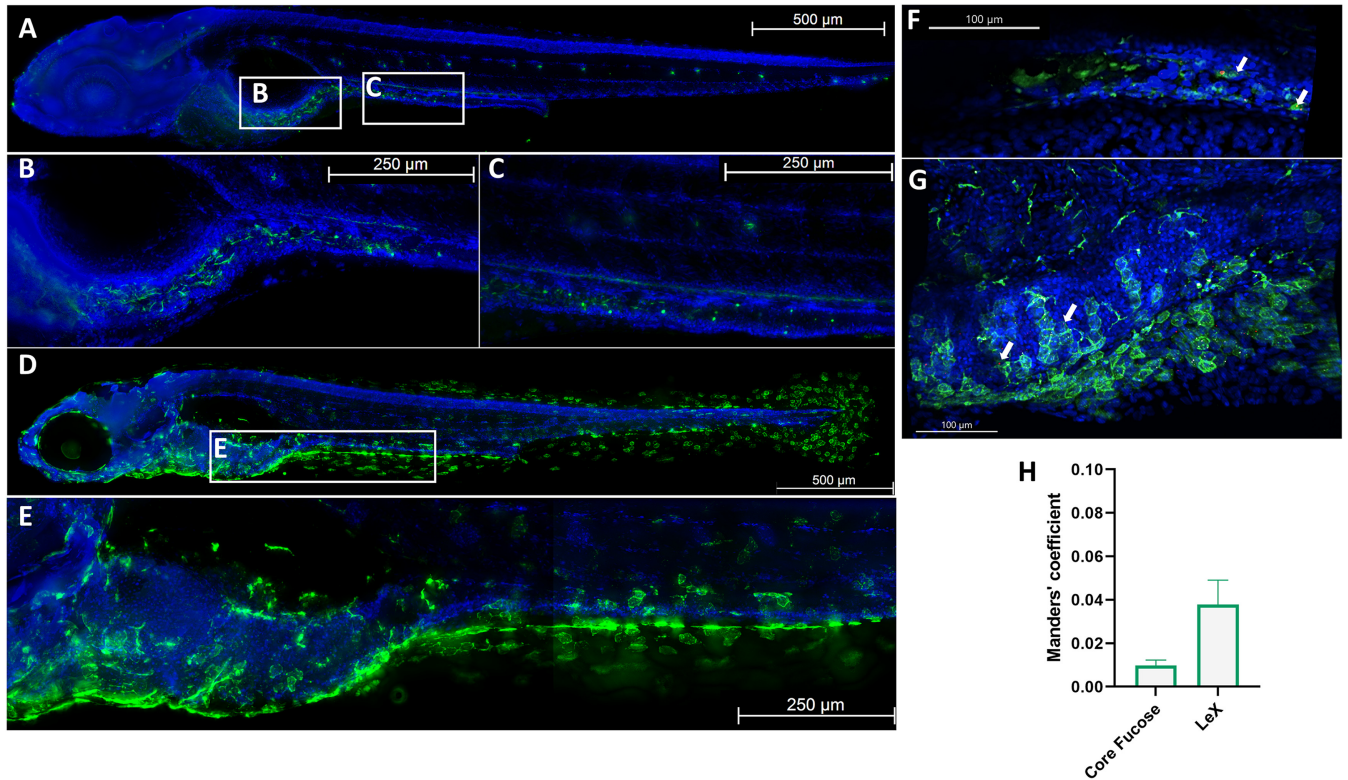 A
500 µm
B
C
B
250 µm
C
250 µm
D
E
500 µm
E
250 µm
F
100 µm
G
100 µm
H
Manders' coefficient
0.10
0.08
0.06
0.04
0.02
0.00
Core Fucose
LeX